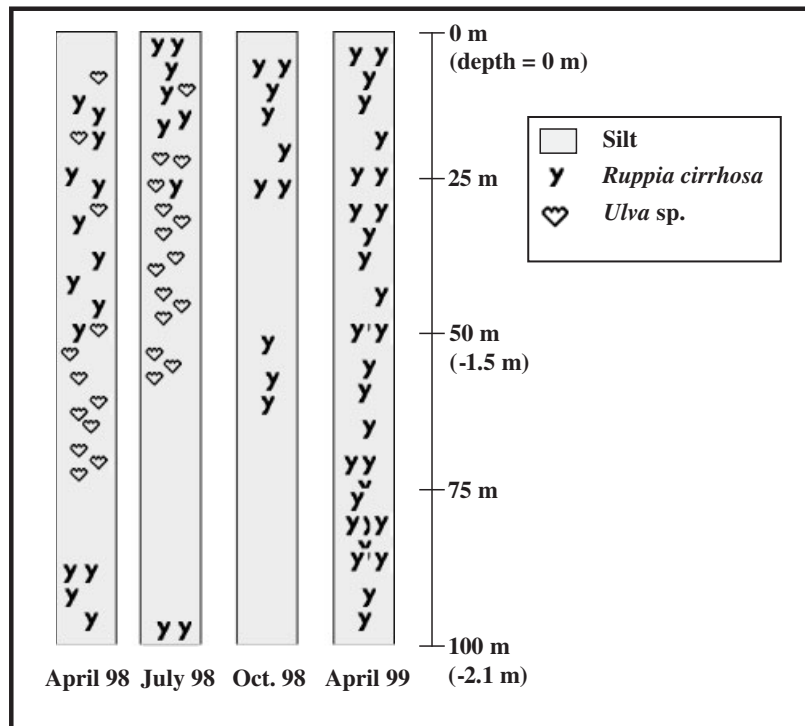 0 m
(depth = 0 m)
25 m
50 m
(-1.5 m)
75 m
100 m
(-2.1 m)
Silt
Ruppia cirrhosa
Ulva sp.
April 98 July 98 Oct. 98 April 99